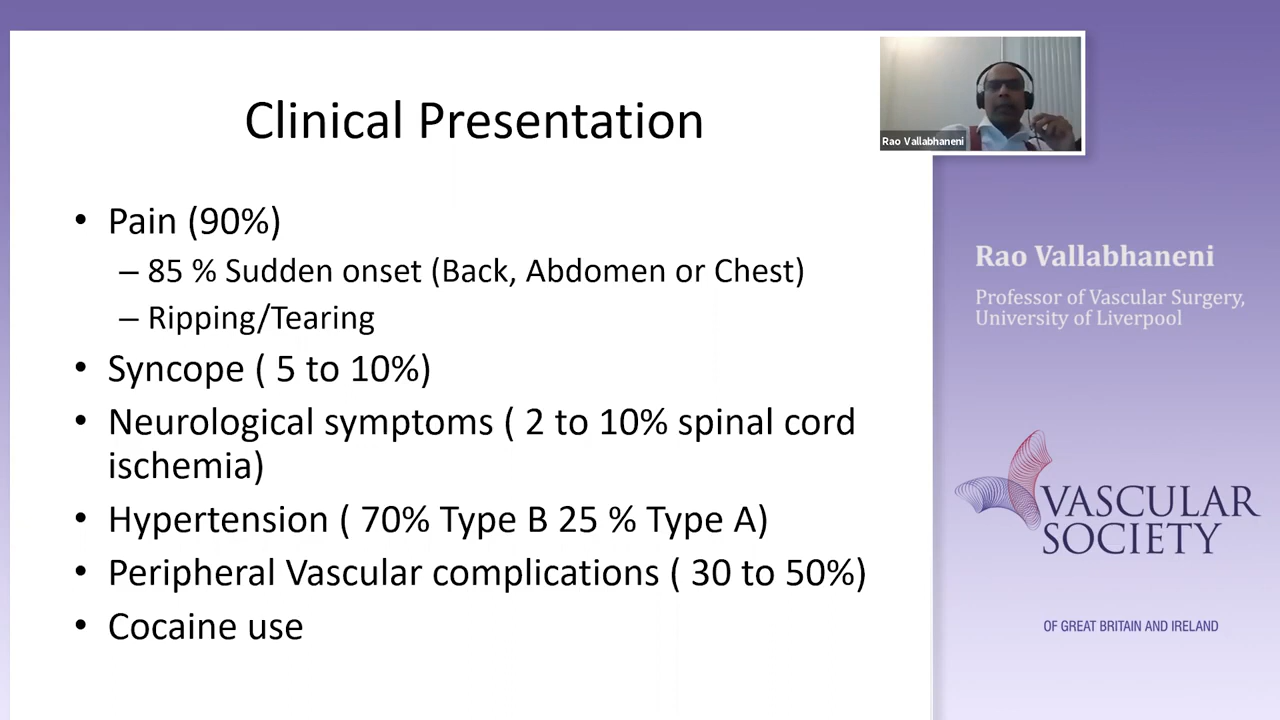 Clinical Presentation
• Pain (90%)
– 85 % Sudden onset (Back, Abdomen or Chest)
– Ripping/Tearing
• Syncope ( 5 to 10%)
• Neurological symptoms ( 2 to 10% spinal cord
ischemia)
• Hypertension ( 70% Type B 25 % Type A)
• Peripheral Vascular complications ( 30 to 50%)
• Cocaine use
Rao Vallabhaneni
Rao Vallabhaneni
Professor of Vascular Surgery,
University of Liverpool
VASCULAR
SOCIETY
OF GREAT BRITAIN AND IRELAND